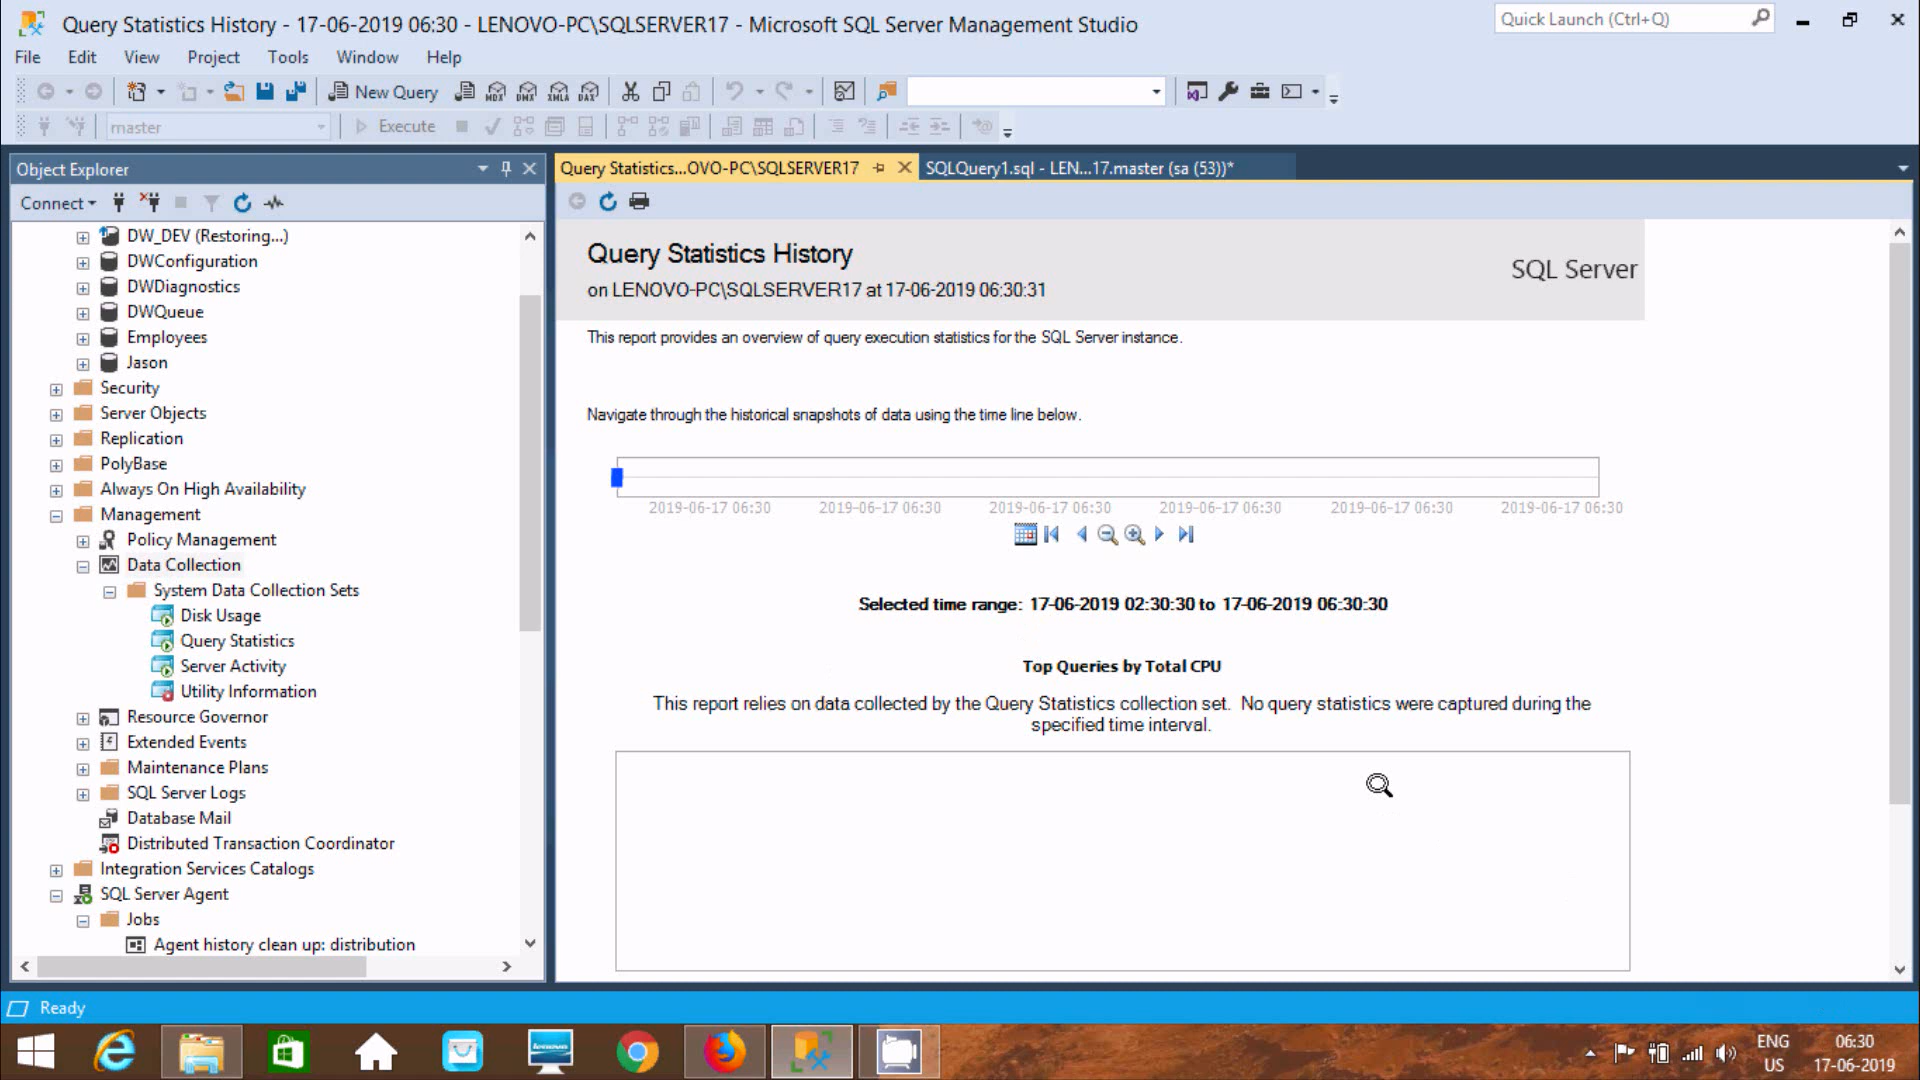 Query Statistics History - 17-06-2019 06:30 - LENOVO-PC\SQLSERVER17 - Microsoft SQL Server Management Studio
Quick Launch (Ctrl+Q)
File Edit View Project Tools Window Help
New Query
MDX DMX XMLA DAX
master
Execute
Object Explorer
Query Statistics...OVO-PC\SQLSERVER17
SQLQuery1.sql - LEN...17.master (sa (53))*
Connect
DW_DEV (Restoring...)
DWConfiguration
DWDiagnostics
DWQueue
Employees
Jason
Security
Server Objects
Replication
PolyBase
Always On High Availability
Management
Policy Management
Data Collection
System Data Collection Sets
Disk Usage
Query Statistics
Server Activity
Utility Information
Resource Governor
Extended Events
Maintenance Plans
SQL Server Logs
Database Mail
Distributed Transaction Coordinator
Integration Services Catalogs
SQL Server Agent
Jobs
Agent history clean up: distribution
Query Statistics History
SQL Server
on LENOVO-PC\SQLSERVER17 at 17-06-2019 06:30:31
This report provides an overview of query execution statistics for the SQL Server instance.
Navigate through the historical snapshots of data using the time line below.
2019-06-17 06:30 2019-06-17 06:30 2019-06-17 06:30 2019-06-17 06:30 2019-06-17 06:30 2019-06-17 06:30
Selected time range: 17-06-2019 02:30:30 to 17-06-2019 06:30:30
Top Queries by Total CPU
This report relies on data collected by the Query Statistics collection set. No query statistics were captured during the
specified time interval.
Ready
ENG
US
06:30
17-06-2019